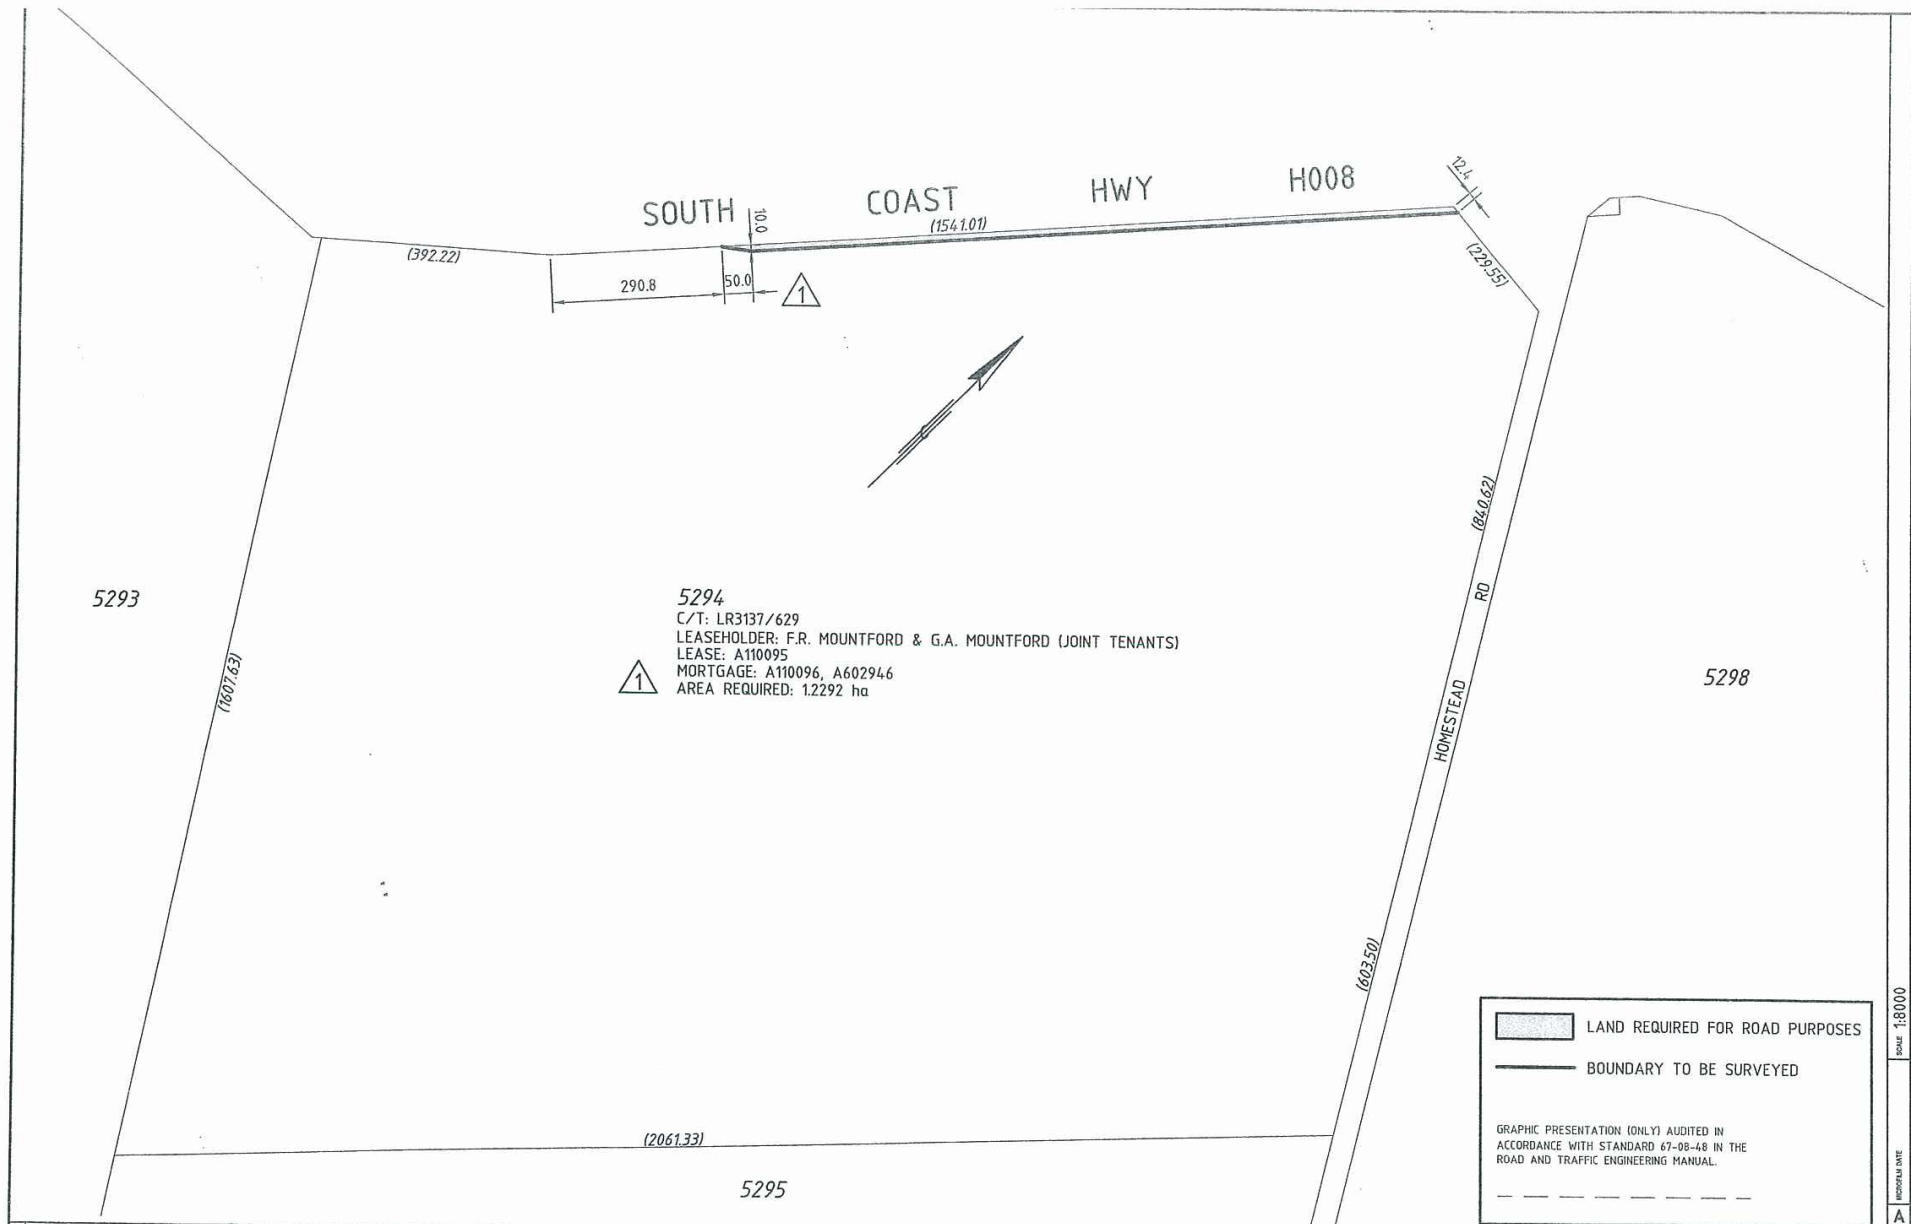 SOUTH COAST HWY H008
10.0
12.4
(392.22)
(1541.01)
(229.55)
290.8
50.0
1
(840.62)
5293
5294
C/T: LR3137/629
LEASEHOLDER: F.R. MOUNTFORD & G.A. MOUNTFORD (JOINT TENANTS)
LEASE: A110095
1
MORTGAGE: A110096, A602946
AREA REQUIRED: 1.2292 ha
(1607.63)
HOMESTEAD RD
5298
(603.50)
(2061.33)
5295
LAND REQUIRED FOR ROAD PURPOSES
BOUNDARY TO BE SURVEYED
GRAPHIC PRESENTATION (ONLY) AUDITED IN
ACCORDANCE WITH STANDARD 67-08-48 IN THE
ROAD AND TRAFFIC ENGINEERING MANUAL.
SCALE 1:8000
MICROFILM DATE
A